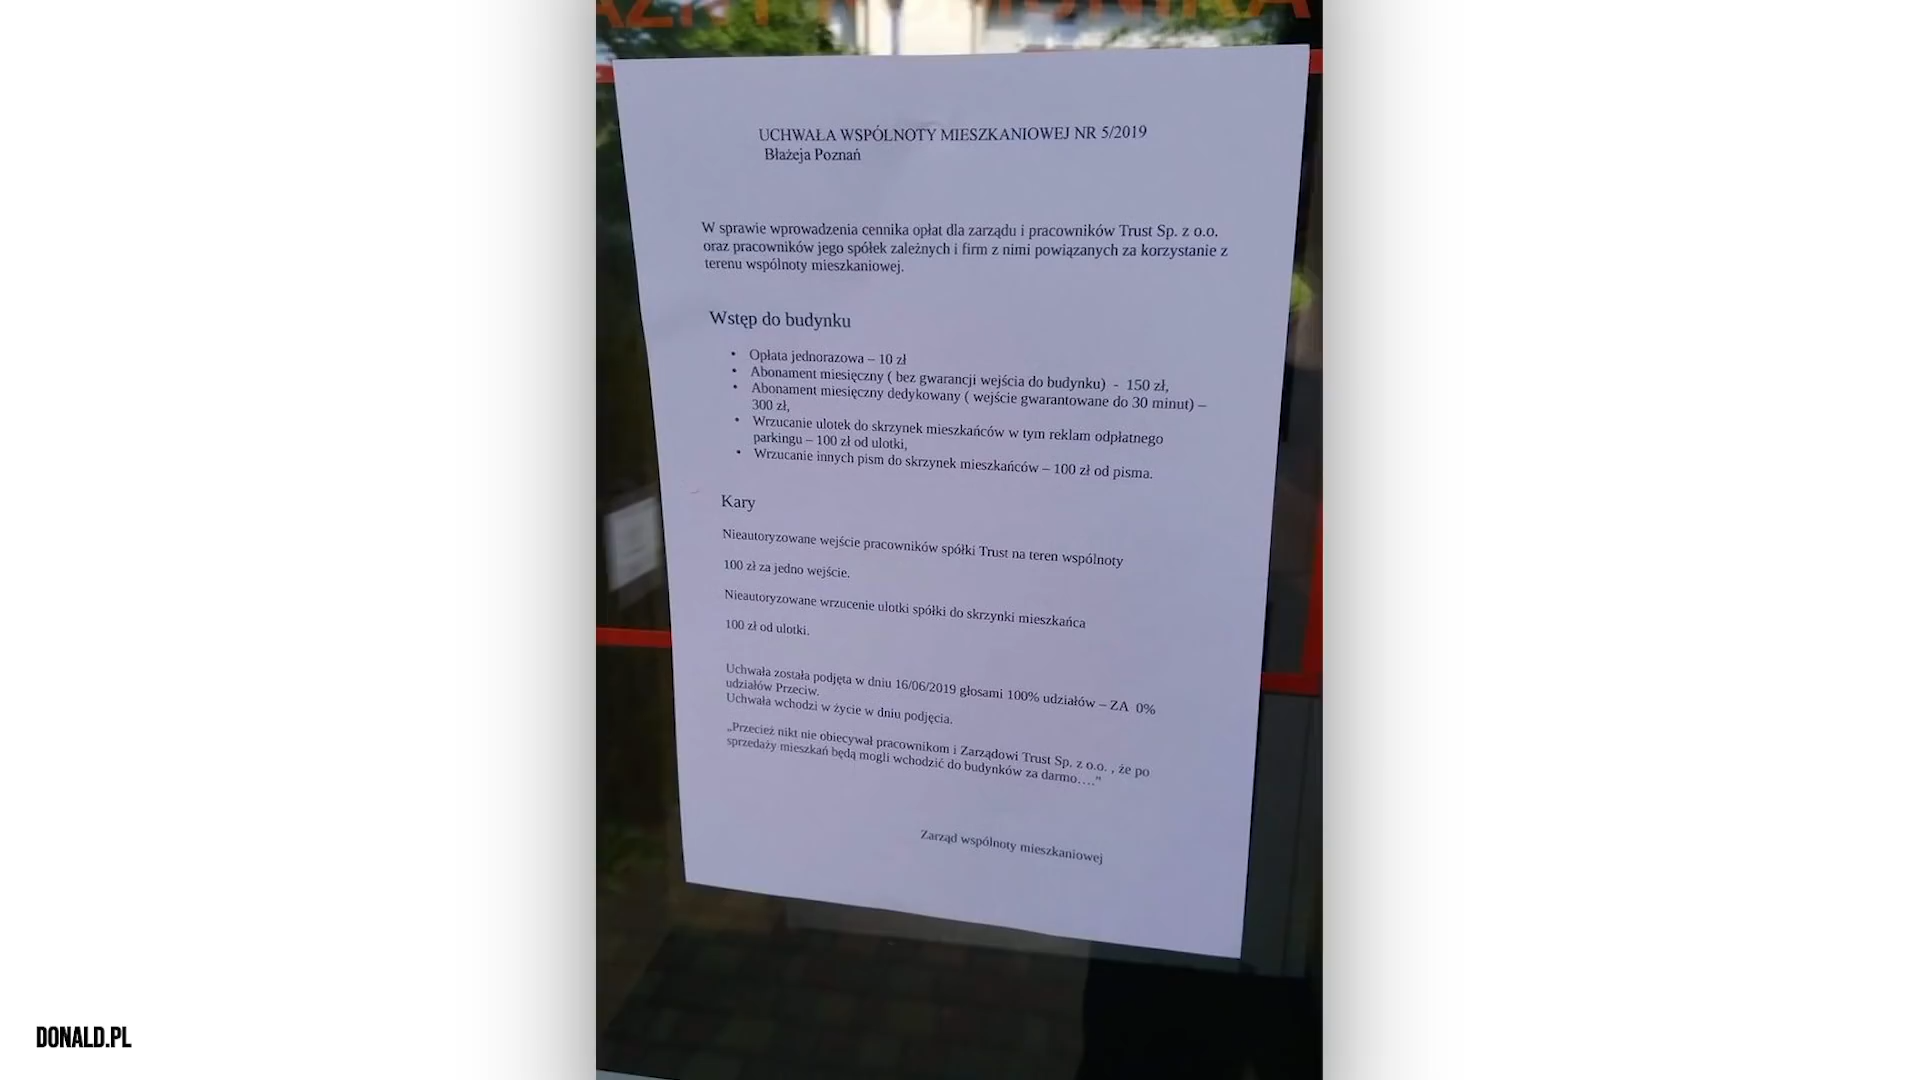 UCHWAŁA WSPÓLNOTY MIESZKANIOWEJ NR 5/2019
Błażeja Poznań
W sprawie wprowadzenia cennika opłat dla zarządu i pracowników Trust Sp. z o.o.
oraz pracowników jego spółek zależnych i firm z nimi powiązanych za korzystanie z
terenu wspólnoty mieszkaniowej.
Wstęp do budynku
• Opłata jednorazowa – 10 zł
• Abonament miesięczny ( bez gwarancji wejścia do budynku) - 150 zł,
• Abonament miesięczny dedykowany ( wejście gwarantowane do 30 minut) –
300 zł,
• Wrzucanie ulotek do skrzynek mieszkańców w tym reklam odpłatnego
parkingu – 100 zł od ulotki,
• Wrzucanie innych pism do skrzynek mieszkańców – 100 zł od pisma.
Kary
Nieautoryzowane wejście pracowników spółki Trust na teren wspólnoty
100 zł za jedno wejście.
Nieautoryzowane wrzucenie ulotki spółki do skrzynki mieszkańca
100 zł od ulotki.
Uchwała została podjęta w dniu 16/06/2019 głosami 100% udziałów – ZA 0%
udziałów Przeciw.
Uchwała wchodzi w życie w dniu podjęcia.
„Przecież nikt nie obiecywał pracownikom i Zarządowi Trust Sp. z o.o. , że po
sprzedaży mieszkań będą mogli wchodzić do budynków za darmo….”
Zarząd wspólnoty mieszkaniowej
DONALD.PL